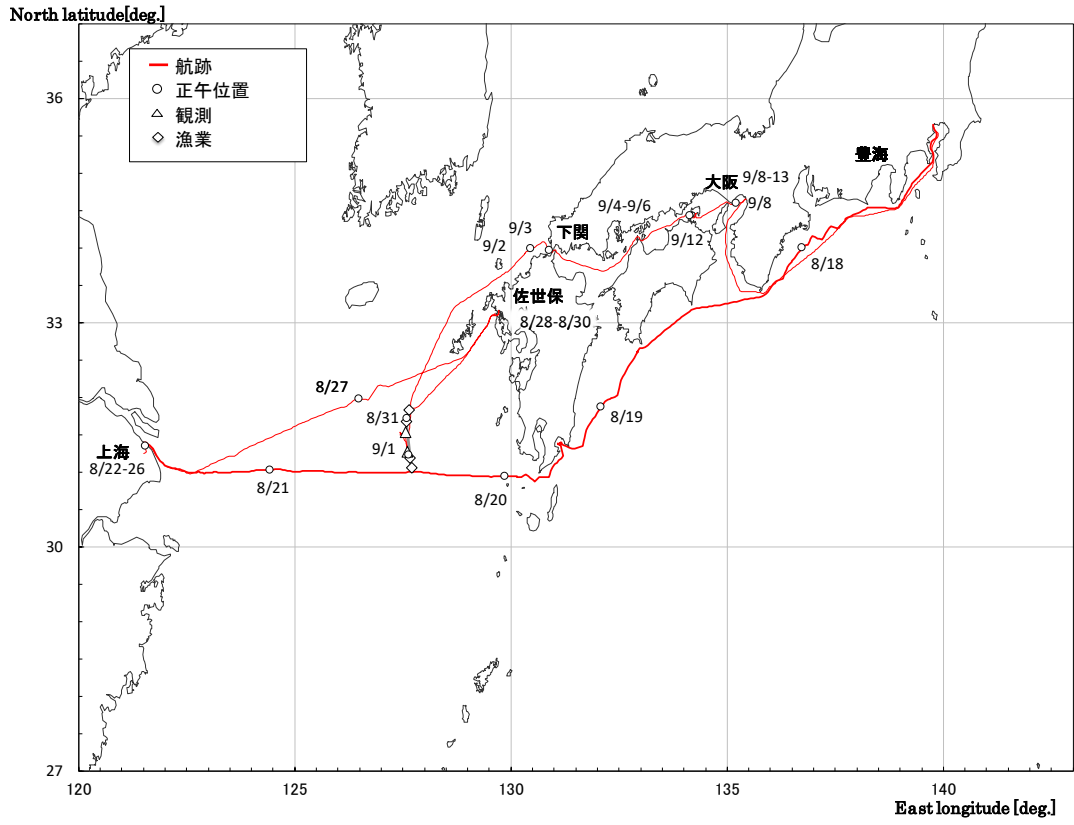 North latitude[deg.]
航跡
正午位置
観測
漁業
36
33
30
27
豊海
大阪
9/8-13
9/8
9/4-9/6
9/12
9/3
9/2
下関
8/18
佐世保
8/28-8/30
8/27
8/31
9/1
8/19
上海
8/22-26
8/21
8/20
120
125
130
135
140
East longitude [deg.]